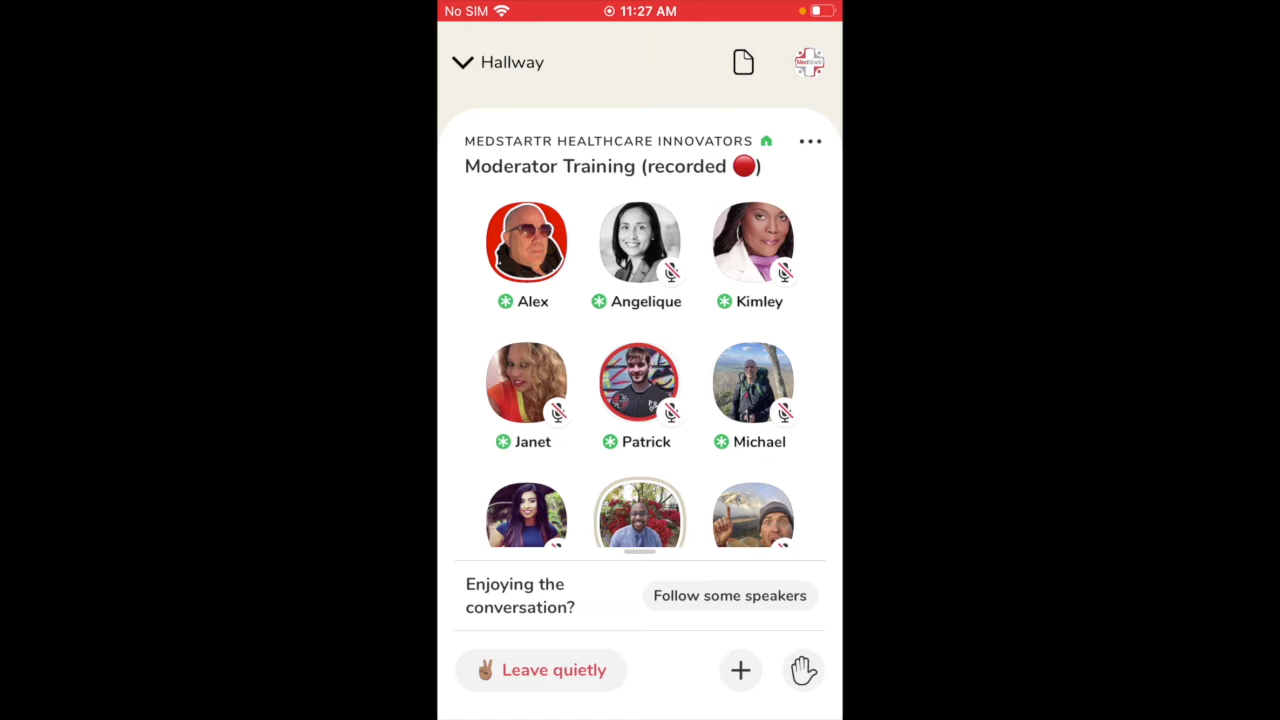 No SIM 11:27 AM
Hallway
MedStartr
MEDSTARTR HEALTHCARE INNOVATORS
Moderator Training (recorded 🔴)
Alex Angelique Kimley
Janet Patrick Michael
Enjoying the
conversation?
Follow some speakers
✌🏽 Leave quietly